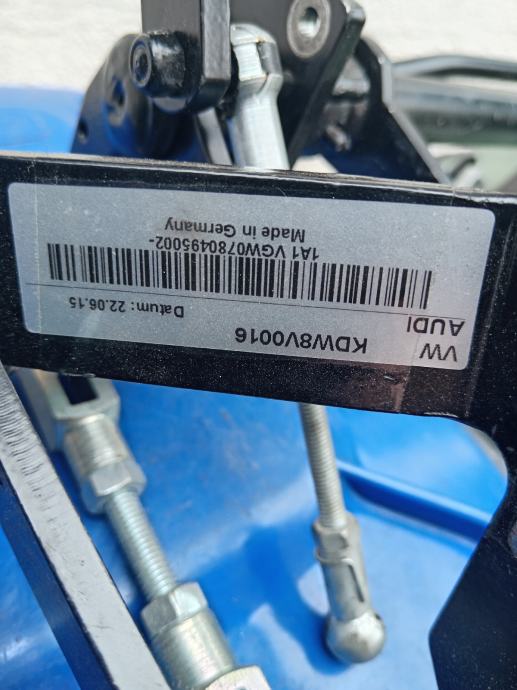 VW
AUDI
KDW8V0016
Datum: 22.06.15
1A1 VGW0780495002-
Made in Germany